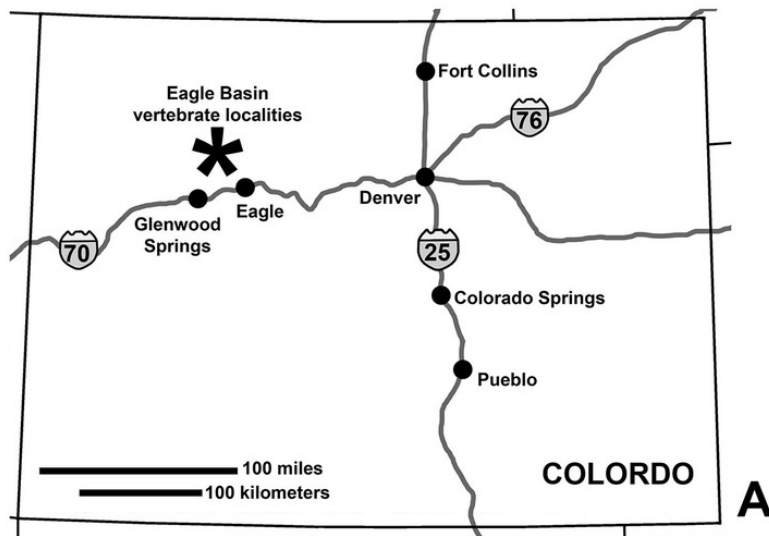 Fort Collins
Eagle Basin
vertebrate localities
76
Denver
Eagle
Glenwood
Springs
70
25
Colorado Springs
Pueblo
100 miles
100 kilometers
COLORDO
A